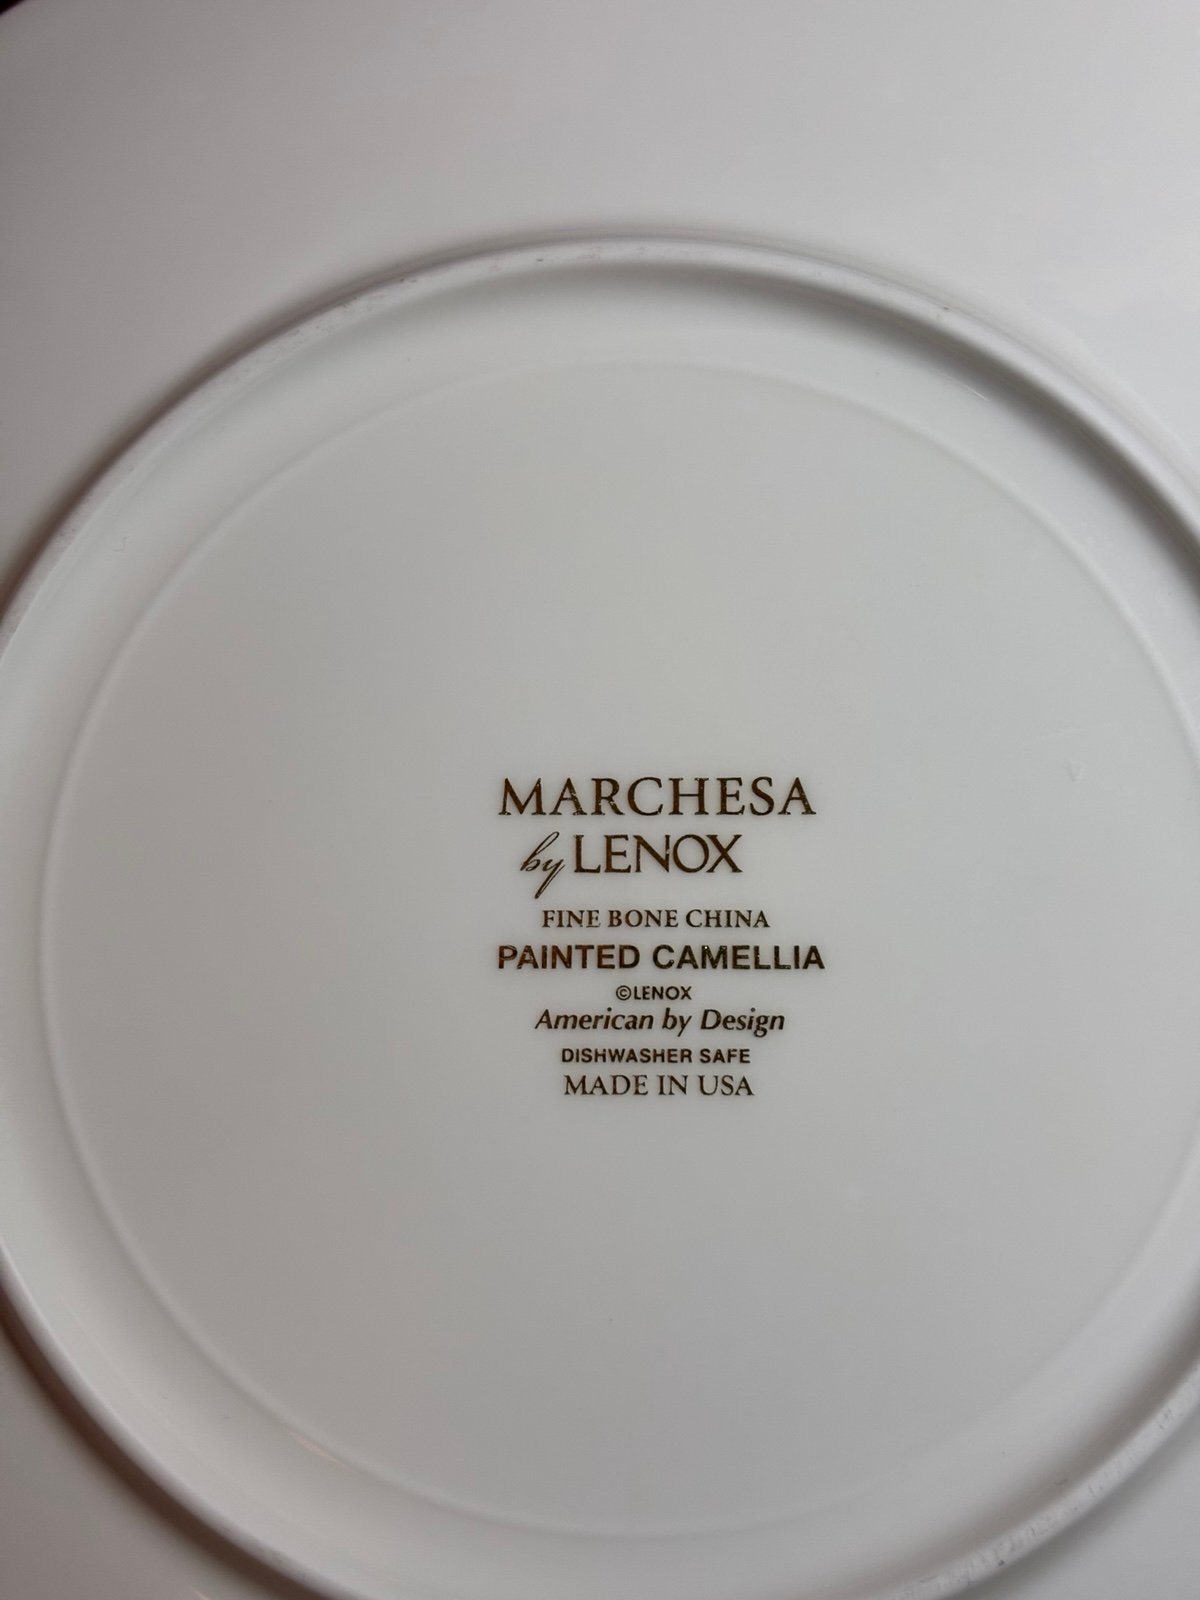 MARCHESA
by LENOX
FINE BONE CHINA
PAINTED CAMELLIA
©LENOX
American by Design
DISHWASHER SAFE
MADE IN USA